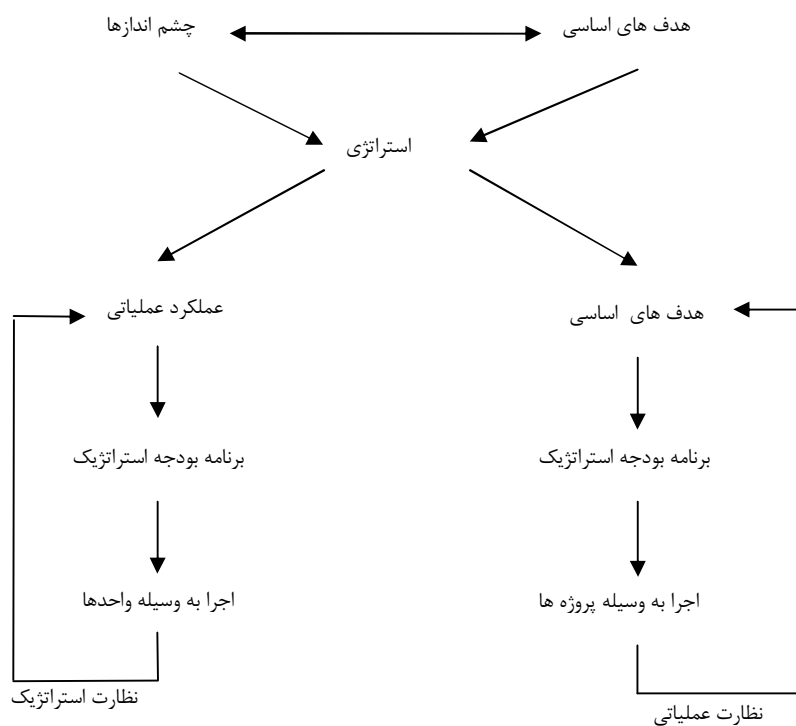 هدف های اساسی
چشم اندازها
استراتژی
هدف های اساسی
عملکرد عملیاتی
برنامه بودجه استراتژیک
برنامه بودجه استراتژیک
اجرا به وسیله پروژه ها
اجرا به وسیله واحدها
نظارت عملیاتی
نظارت استراتژیک